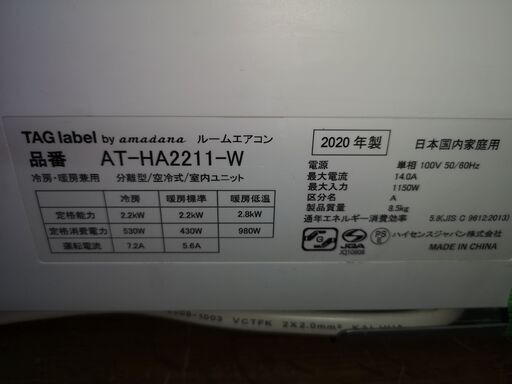 TAG label by amadana ルームエアコン
品番 AT-HA2211-W
冷房・暖房兼用 分離型/空冷式/室内ユニット
冷房 暖房標準 暖房低温
定格能力 2.2kW 2.2kW 2.8kW
定格消費電力 530W 430W 980W
運転電流 7.2A 5.6A
2020年製 日本国内家庭用
電源 単相 100V 50/60Hz
最大電流 14.0A
最大入力 1150W
区分名 A
製品質量 8.5kg
通年エネルギー消費効率 5.8(JIS C 9612:2013)
JQA
PS E
ハイセンスジャパン株式会社
MADE IN CHINA
VCTFK 2X2.0mm²